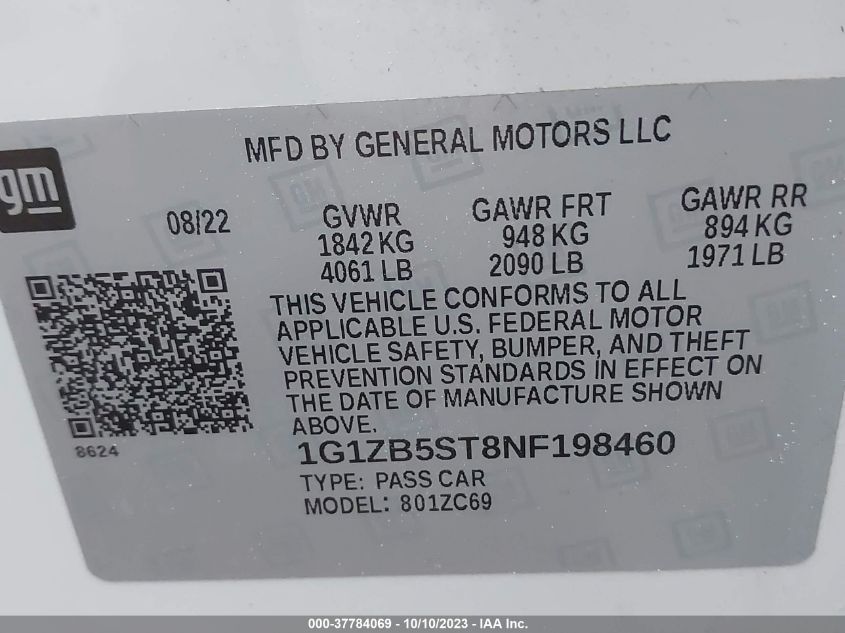 MFD BY GENERAL MOTORS LLC
gm
08/22
GVWR
1842 KG
4061 LB
GAWR FRT
948 KG
2090 LB
GAWR RR
894 KG
1971 LB
THIS VEHICLE CONFORMS TO ALL
APPLICABLE U.S. FEDERAL MOTOR
VEHICLE SAFETY, BUMPER, AND THEFT
PREVENTION STANDARDS IN EFFECT ON
THE DATE OF MANUFACTURE SHOWN
ABOVE.
8624
1G1ZB5ST8NF198460
TYPE: PASS CAR
MODEL: 801ZC69
000-37784069 - 10/10/2023 - IAA Inc.